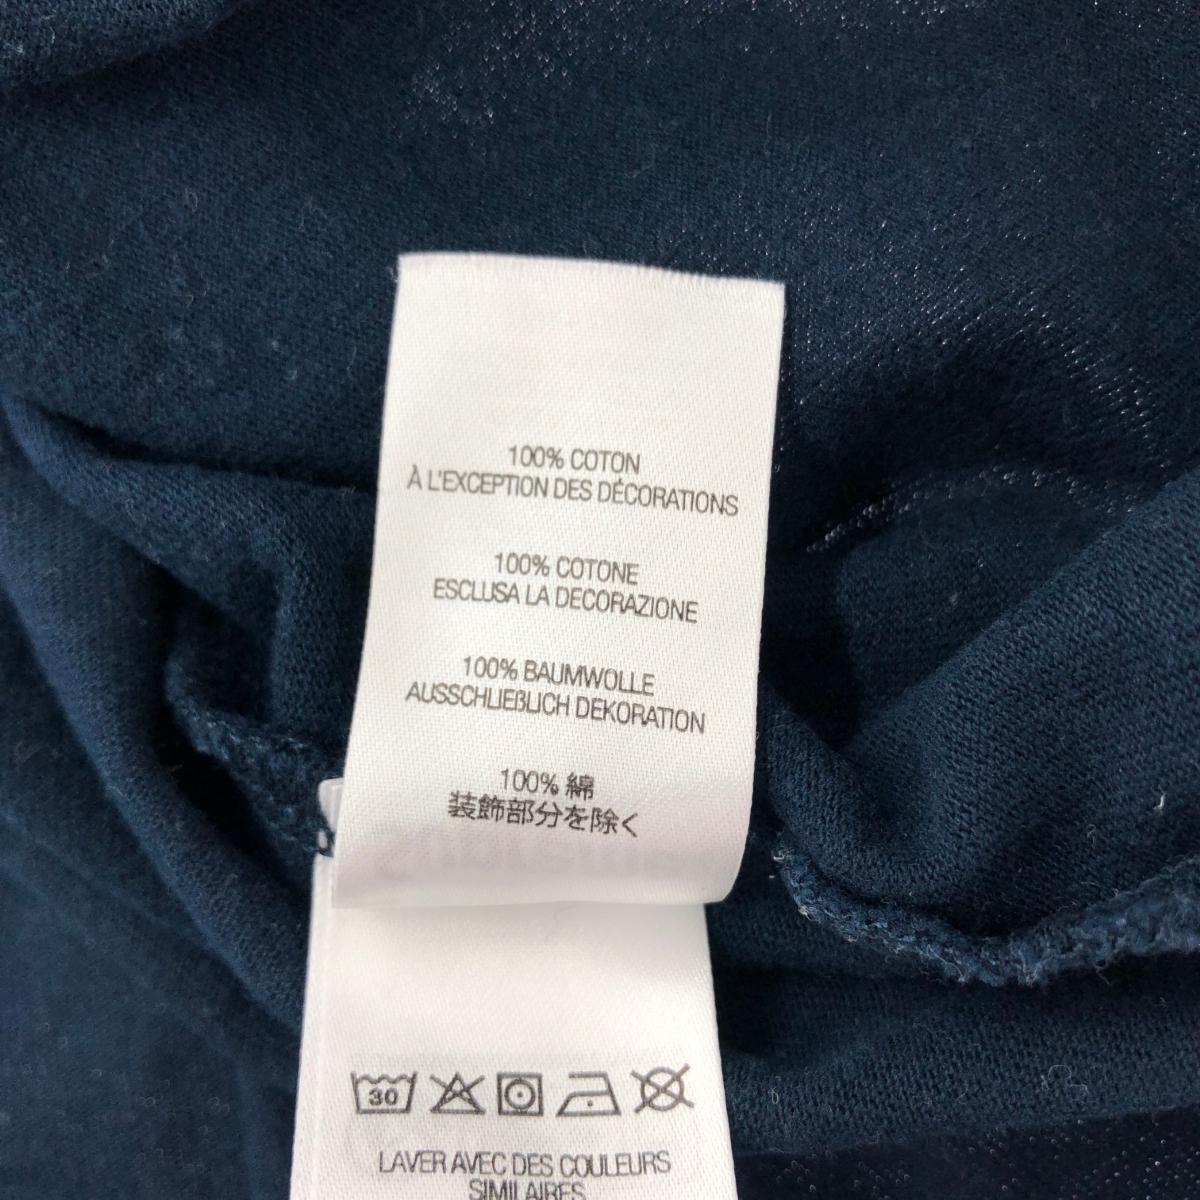 100% COTON
À L'EXCEPTION DES DÉCORATIONS
100% COTONE
ESCLUSA LA DECORAZIONE
100% BAUMWOLLE
AUSSCHLIEßLICH DEKORATION
100% 綿
装飾部分を除く
30
LAVER AVEC DES COULEURS
SIMILAIRES